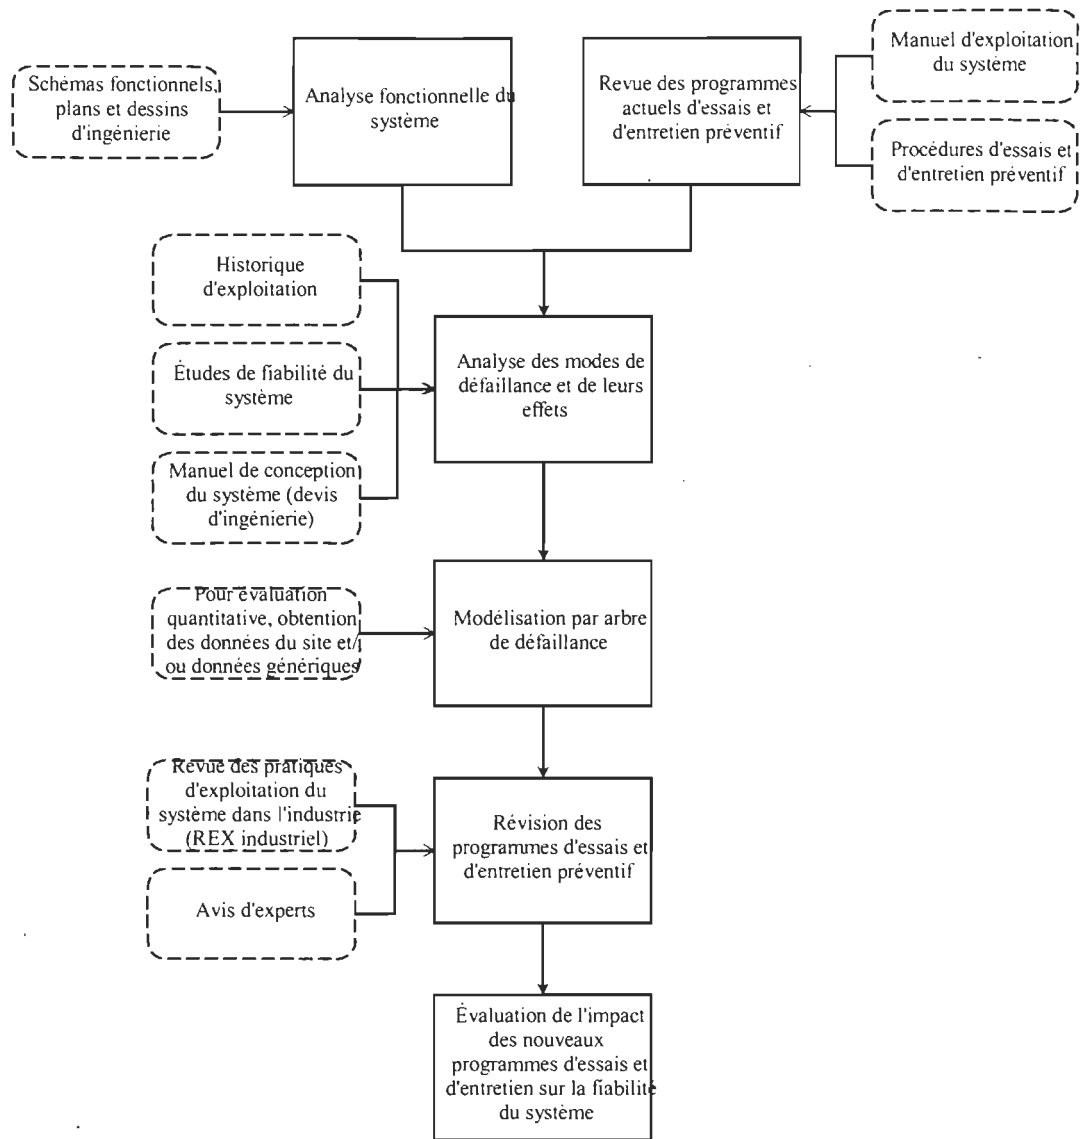 Schémas fonctionnels,
plans et dessins
d'ingénierie
Analyse fonctionnelle du
système
Revue des programmes
actuels d'essais et
d'entretien préventif
Manuel d'exploitation
du système
Procédures d'essais et
d'entretien préventif
Historique
d'exploitation
Études de fiabilité du
système
Manuel de conception
du système (devis
d'ingénierie)
Analyse des modes de
défaillance et de leurs
effets
Pour évaluation
quantitative, obtention
des données du site et/
ou données génériques
Modélisation par arbre
de défaillance
Revue des pratiques
d'exploitation du
système dans l'industrie
(REX industriel)
Avis d'experts
Révision des
programmes d'essais et
d'entretien préventif
Évaluation de l'impact
des nouveaux
programmes d'essais et
d'entretien sur la fiabilité
du système